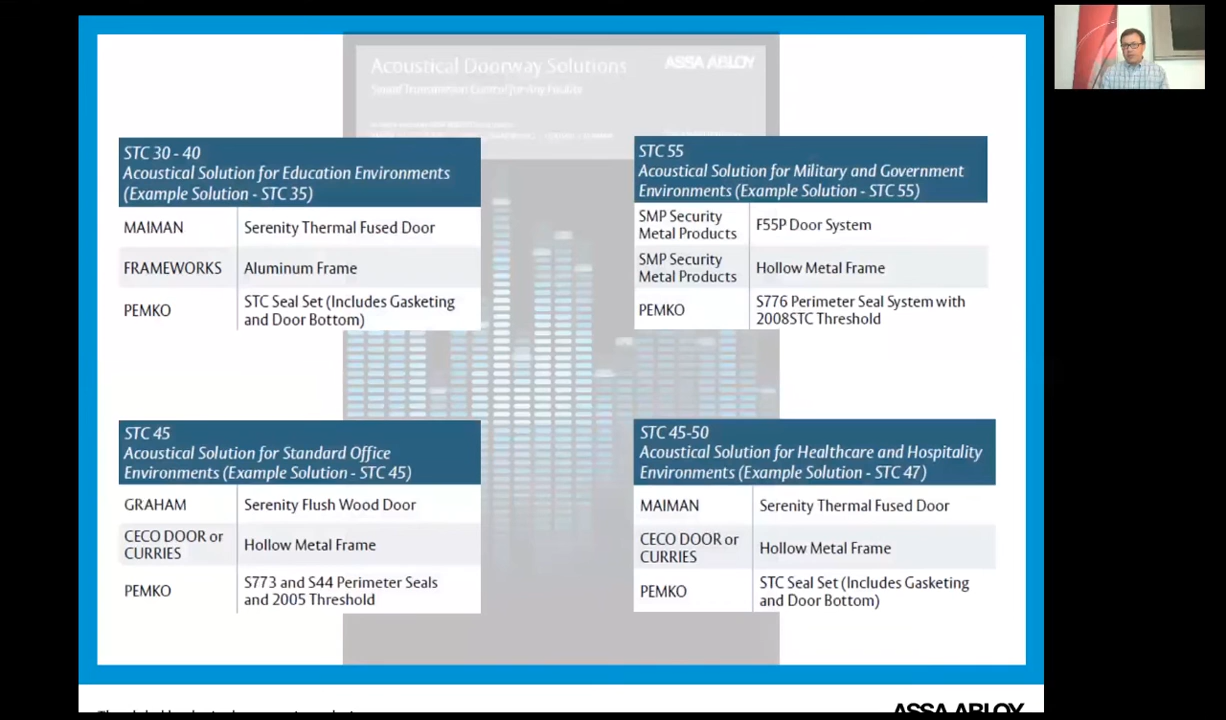 Acoustical Doorway Solutions
ASSA ABLOY
Sound Transmission Control for Any Facility
STC 30 - 40
Acoustical Solution for Education Environments
(Example Solution - STC 35)
MAIMAN
Serenity Thermal Fused Door
FRAMEWORKS
Aluminum Frame
PEMKO
STC Seal Set (Includes Gasketing
and Door Bottom)
STC 55
Acoustical Solution for Military and Government
Environments (Example Solution - STC 55)
SMP Security
Metal Products
F55P Door System
SMP Security
Metal Products
Hollow Metal Frame
PEMKO
S776 Perimeter Seal System with
2008STC Threshold
STC 45
Acoustical Solution for Standard Office
Environments (Example Solution - STC 45)
GRAHAM
Serenity Flush Wood Door
CECO DOOR or
CURRIES
Hollow Metal Frame
PEMKO
S773 and S44 Perimeter Seals
and 2005 Threshold
STC 45-50
Acoustical Solution for Healthcare and Hospitality
Environments (Example Solution - STC 47)
MAIMAN
Serenity Thermal Fused Door
CECO DOOR or
CURRIES
Hollow Metal Frame
PEMKO
STC Seal Set (Includes Gasketing
and Door Bottom)
ASSA ABLOY